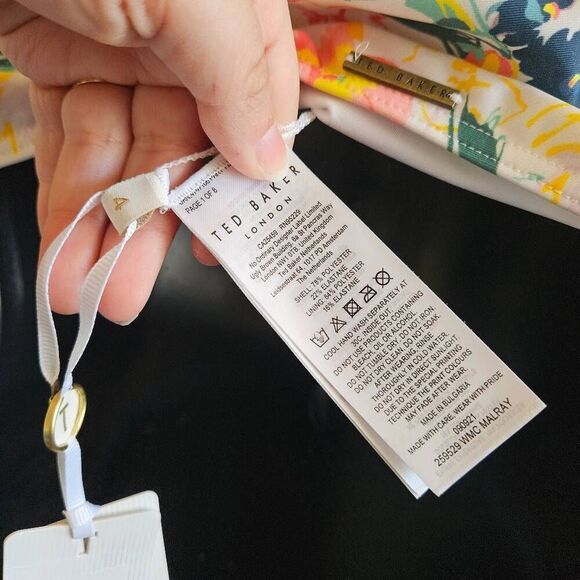 TED BAKER
4
PAGE 1 OF 8
TED BAKER
LONDON
CA25459 RN95329
No Ordinary Designer Label Limited
Ugly Brown Building, 6a St Pancras Way
London NW1 0TB, United Kingdom
Ted Baker Netherlands
Leidsestraat 64 1017 PD Amsterdam
The Netherlands
SHELL: 78% POLYESTER
22% ELASTANE
LINING: 84% POLYESTER
16% ELASTANE
COOL HAND WASH SEPARATELY AT
30C, INSIDE OUT.
DO NOT USE PRODUCTS CONTAINING
BLEACH, OIL OR ALCOHOL.
DO NOT TUMBLE DRY. DO NOT IRON
DO NOT DRY CLEAN. DO NOT SOAK.
AFTER WEARING, RINSE
THOROUGHLY IN COLD WATER.
DO NOT DRY IN DIRECT SUNLIGHT.
DUE TO THE SPECIAL PRINTING
TECHNIQUE THE PRINT COLOURS
MAY FADE AFTER WEAR.
MADE IN BULGARIA
MADE WITH CARE, WEAR WITH PRIDE
090921
259529 WMC MALRAY
T